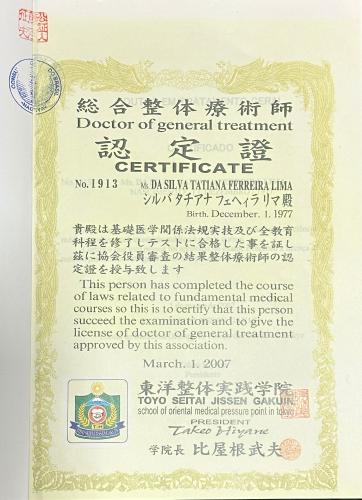 総合整体療術師
Doctor of general treatment
認定證
CERTIFICATE
No. 1913 Ms. DA SILVA TATIANA FERREIRA LIMA
シルバ タチアナ フェヘィラ リマ 殿
Birth. December. 1. 1977
貴殿は基礎医学関係法規実技及び全教育
科程を修了しテストに合格した事を証し
茲に協会役員審査の結果整体療術師の認
定證を授与致します
This person has completed the course
of laws related to fundamental medical
courses so this is to certify that this person
succeed the examination and to give the
license of doctor of general treatment
approved by this association.
March. 1. 2007
東洋整体実践学院
TOYO SEITAI JISSEN GAKUIN
school of oriental medical pressure point in tokyo
PRESIDENT
Takeo Hiyane
学院長 比屋根武夫